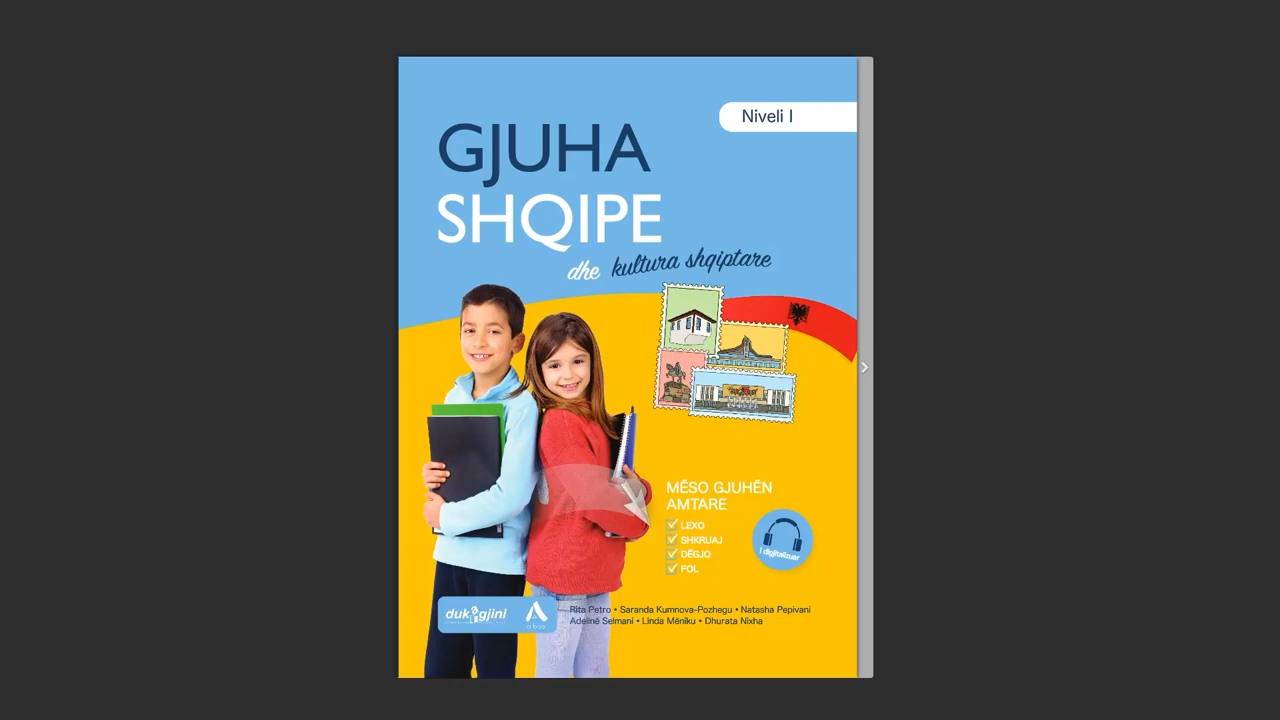 Niveli I
GJUHA
SHQIPE
dhe kultura shqiptare
MËSO GJUHËN
AMTARE
LEXO
SHKRUAJ
DËGJO
FOL
I digjitalizuar
dukagjini
albas
Rita Petro • Saranda Kumnova-Pozhegu • Natasha Pepivani
Adelinë Selmani • Linda Mëniku • Dhurata Nixha